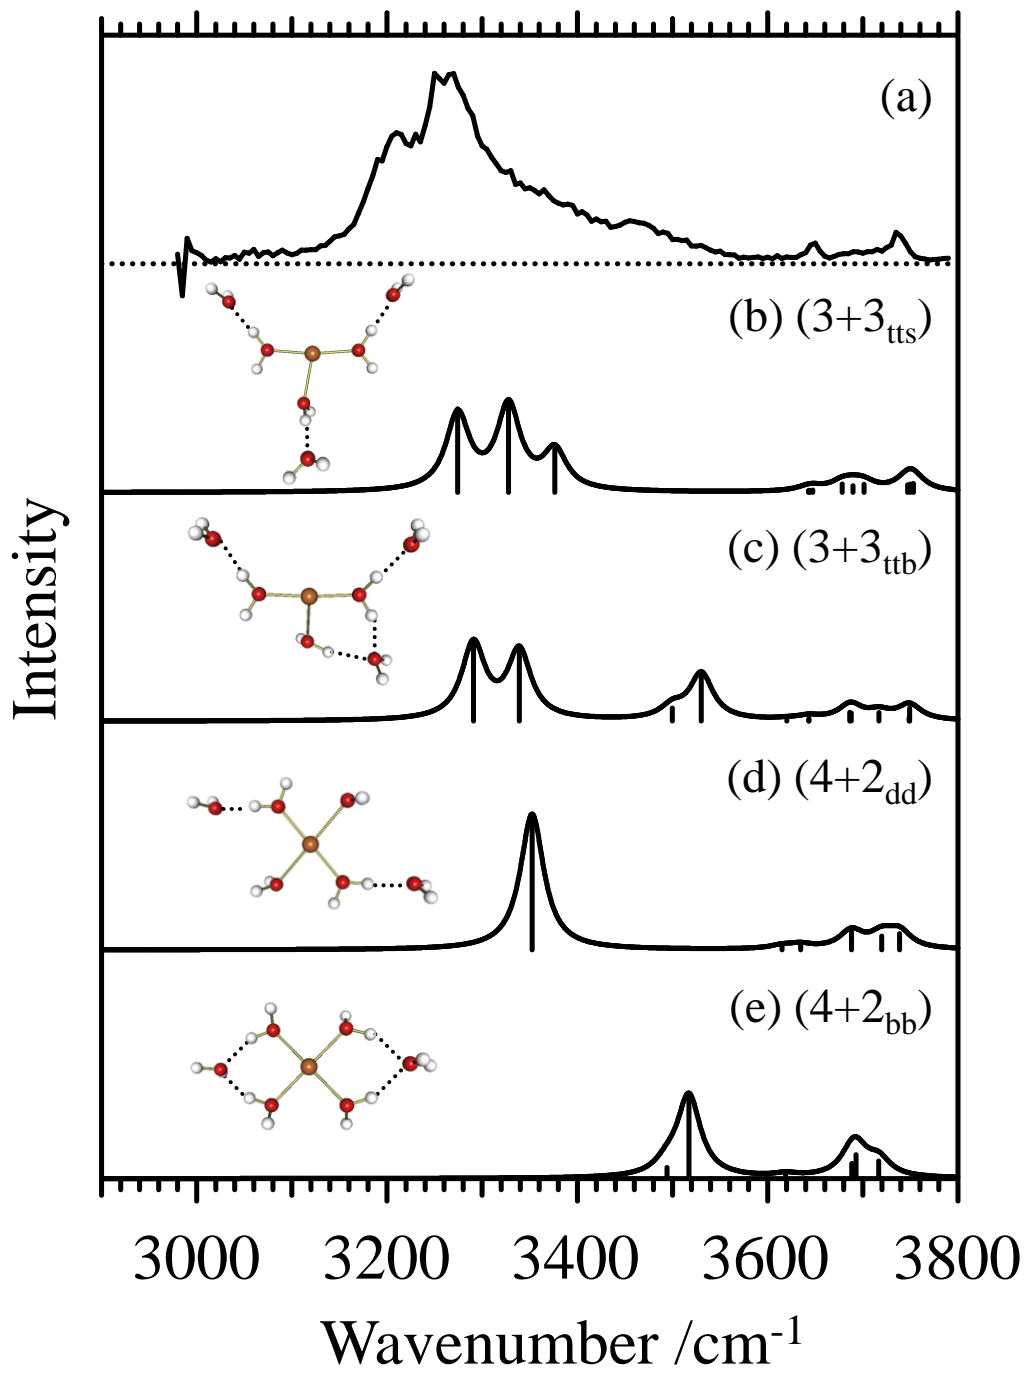 (a)
(b) (3+3tts)
(c) (3+3ttb)
(d) (4+2dd)
(e) (4+2bb)
Intensity
3000 3200 3400 3600 3800
Wavenumber /cm-1